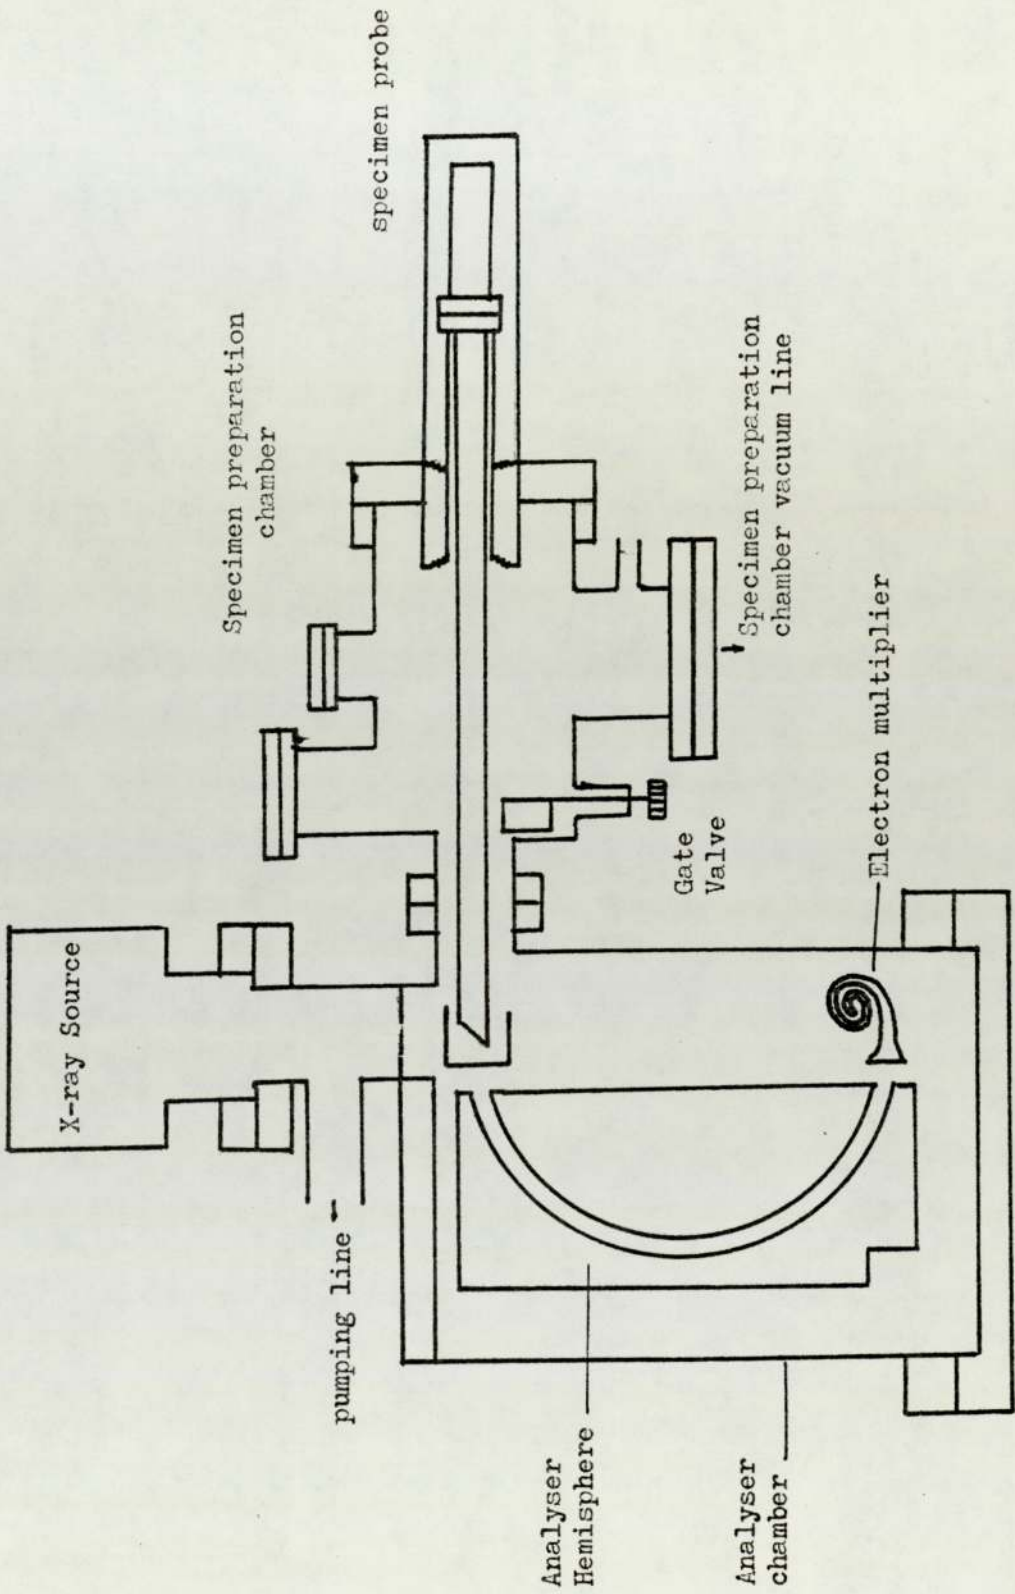 X-ray Source
pumping line
Specimen preparation
chamber
specimen probe
Analyser
Hemisphere
Analyser
chamber
Gate
Valve
Specimen preparation
chamber vacuum line
Electron multiplier